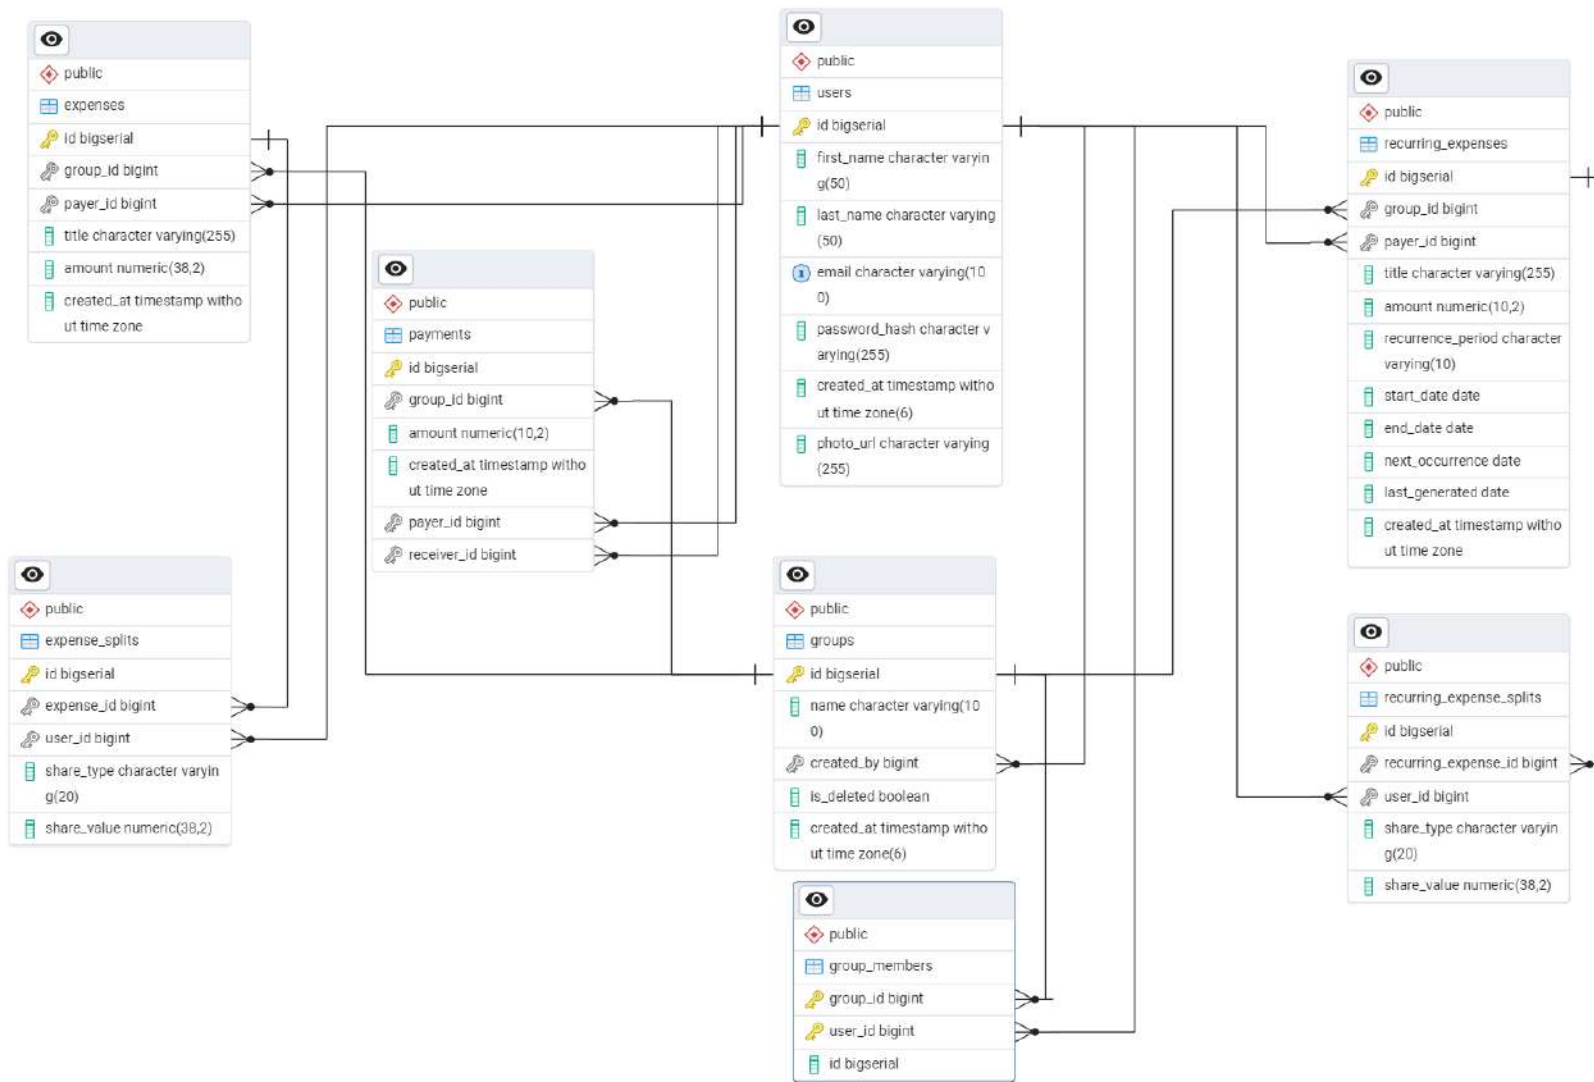 public
expenses
id bigserial
group_id bigint
payer_id bigint
title character varying(255)
amount numeric(38,2)
created_at timestamp witho
ut time zone
public
payments
id bigserial
group_id bigint
amount numeric(10,2)
created_at timestamp witho
ut time zone
payer_id bigint
receiver_id bigint
public
expense_splits
id bigserial
expense_id bigint
user_id bigint
share_type character varyin
g(20)
share_value numeric(38,2)
public
users
id bigserial
first_name character varyin
g(50)
last_name character varying
(50)
email character varying(10
0)
password_hash character v
arying(255)
created_at timestamp witho
ut time zone(6)
photo_url character varying
(255)
public
groups
id bigserial
name character varying(10
0)
created_by bigint
is_deleted boolean
created_at timestamp witho
ut time zone(6)
public
group_members
group_id bigint
user_id bigint
id bigserial
public
recurring_expenses
id bigserial
group_id bigint
payer_id bigint
title character varying(255)
amount numeric(10,2)
recurrence_period character
varying(10)
start_date date
end_date date
next_occurrence date
last_generated date
created_at timestamp witho
ut time zone
public
recurring_expense_splits
id bigserial
recurring_expense_id bigint
user_id bigint
share_type character varyin
g(20)
share_value numeric(38,2)